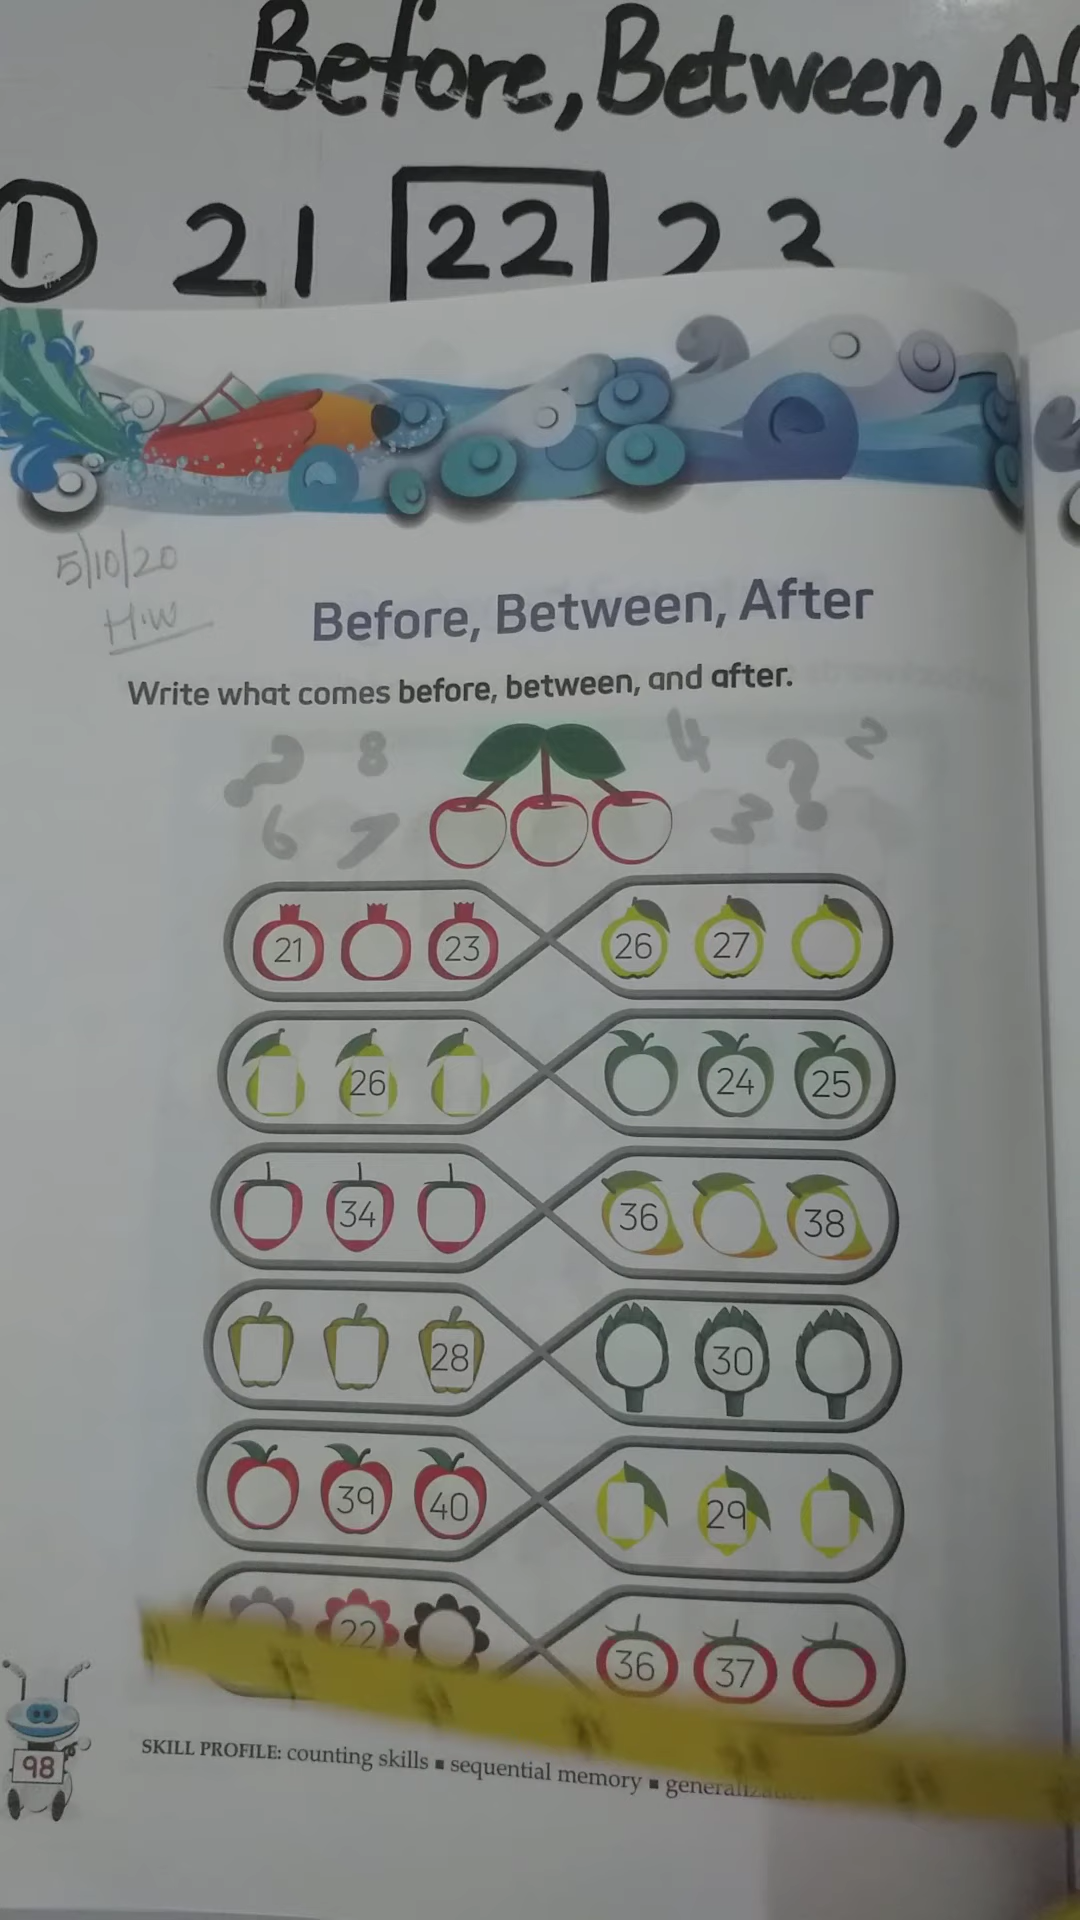 Before, Between, Af
1 21 22 23
5/10/20
H.W
Before, Between, After
Write what comes before, between, and after.
8 4 2
6 7 3 ?
21 23 26 27
26 24 25
34 36 38
28 30
39 40 29
22 36 37
SKILL PROFILE: counting skills ▪ sequential memory ▪ generaliza
98